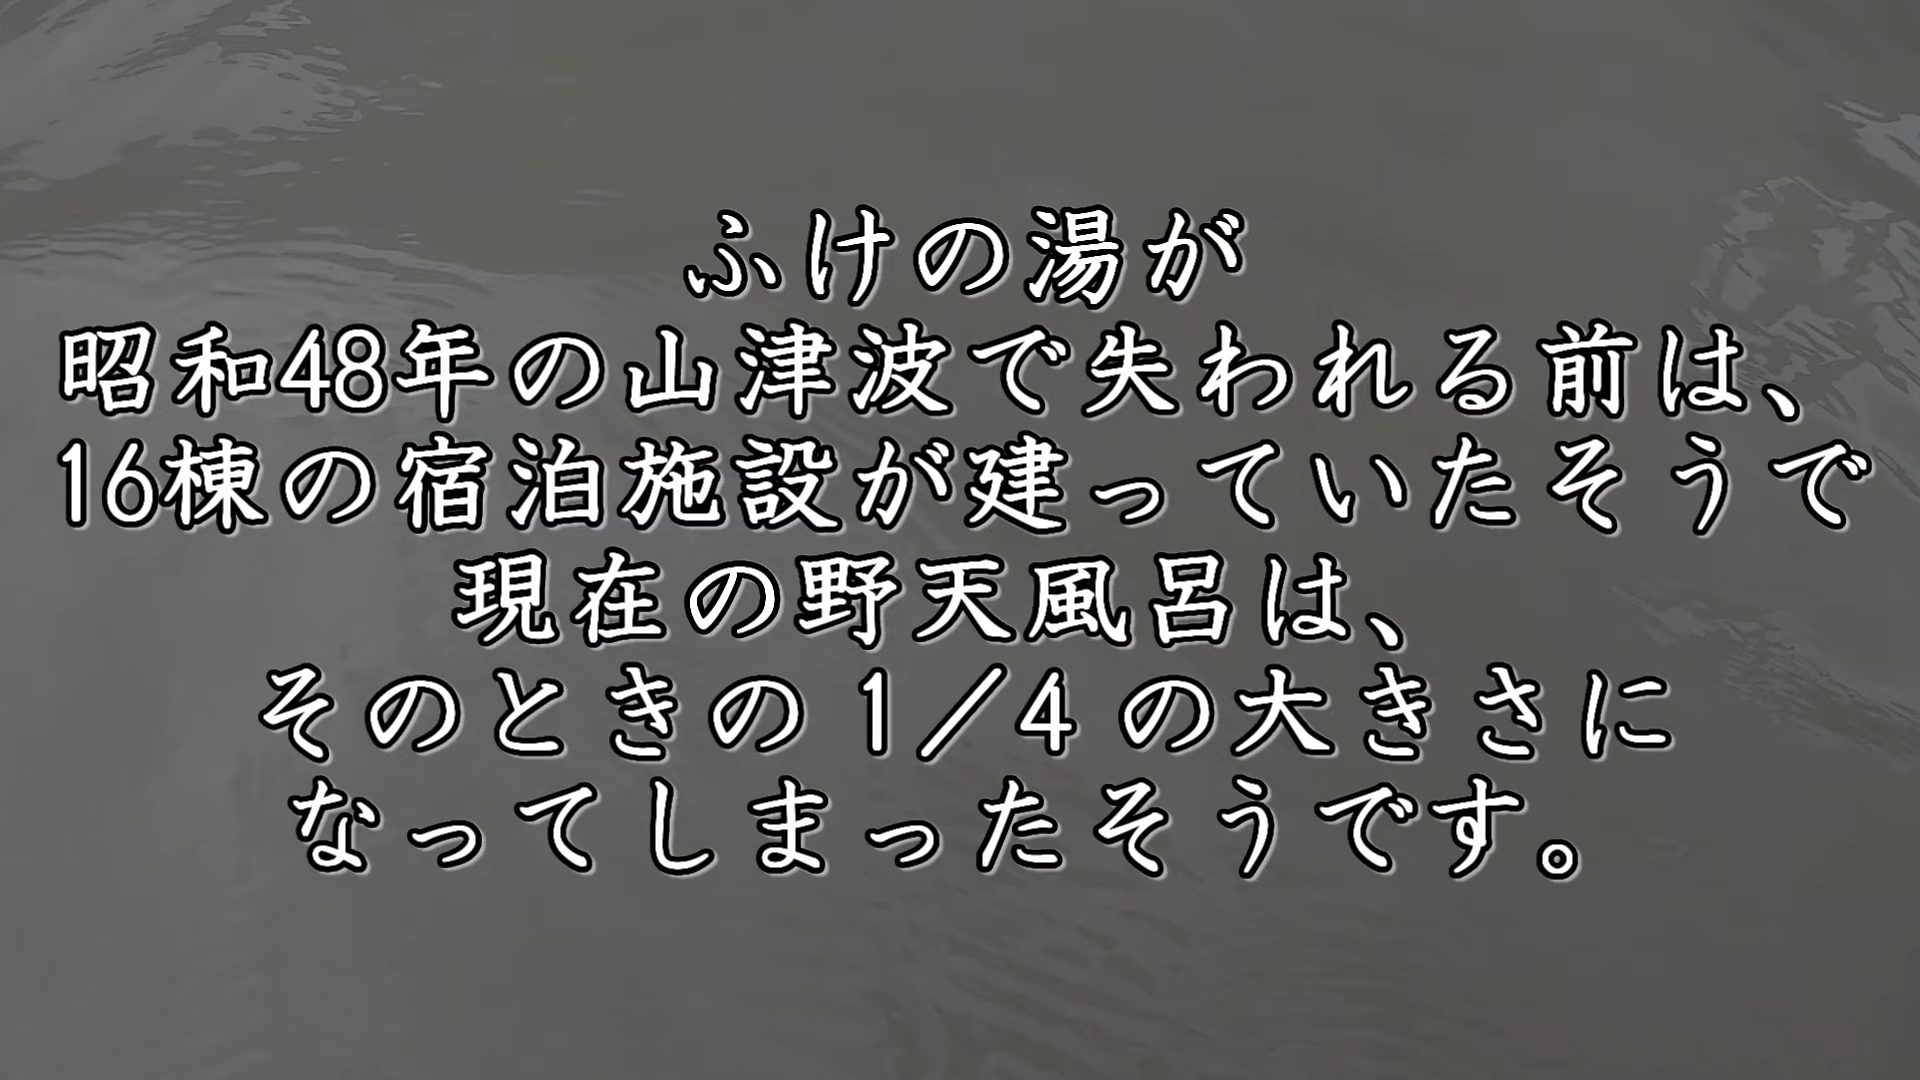 ふけの湯が
昭和48年の山津波で失われる前は、
16棟の宿泊施設が建っていたそうで
現在の野天風呂は、
そのときの 1／4 の大きさに
なってしまったそうです。